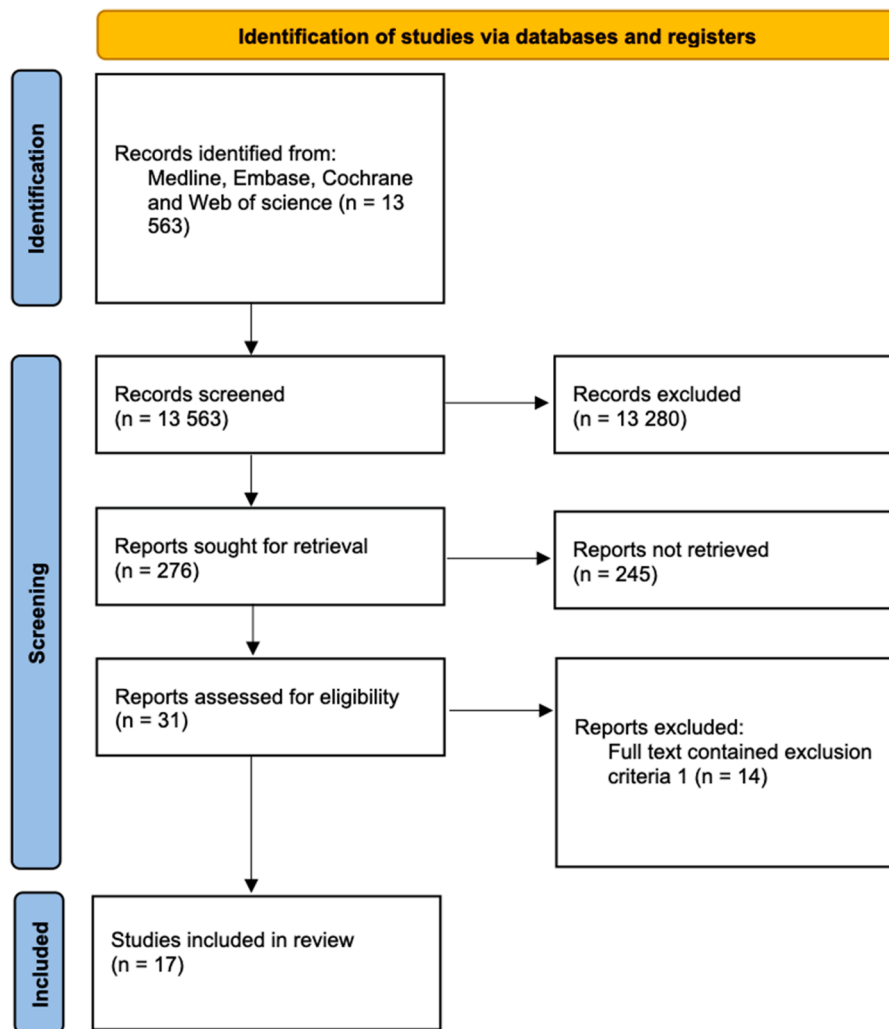 Identification of studies via databases and registers
Identification
Records identified from:
Medline, Embase, Cochrane
and Web of science (n = 13
563)
Screening
Records screened
(n = 13 563)
Records excluded
(n = 13 280)
Reports sought for retrieval
(n = 276)
Reports not retrieved
(n = 245)
Reports assessed for eligibility
(n = 31)
Reports excluded:
Full text contained exclusion
criteria 1 (n = 14)
Included
Studies included in review
(n = 17)